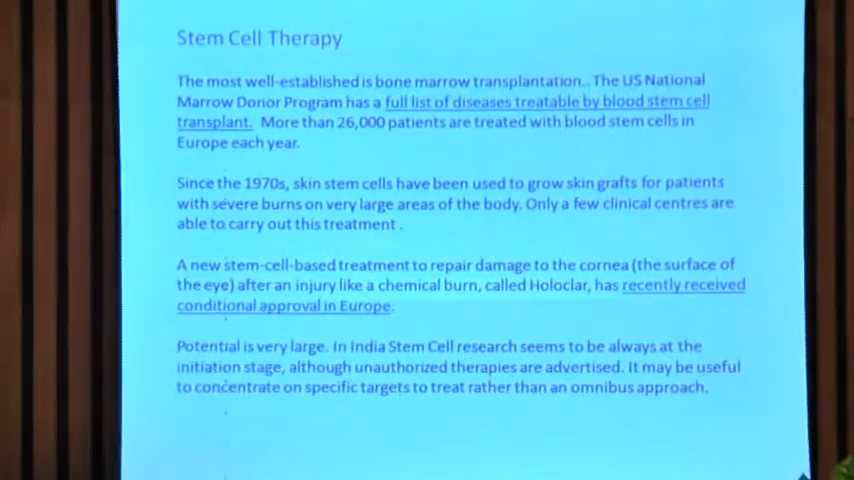 Stem Cell Therapy
The most well-established is bone marrow transplantation.. The US National
Marrow Donor Program has a full list of diseases treatable by blood stem cell
transplant. More than 26,000 patients are treated with blood stem cells in
Europe each year.
Since the 1970s, skin stem cells have been used to grow skin grafts for patients
with severe burns on very large areas of the body. Only a few clinical centres are
able to carry out this treatment .
A new stem-cell-based treatment to repair damage to the cornea (the surface of
the eye) after an injury like a chemical burn, called Holoclar, has recently received
conditional approval in Europe.
Potential is very large. In India Stem Cell research seems to be always at the
initiation stage, although unauthorized therapies are advertised. It may be useful
to concentrate on specific targets to treat rather than an omnibus approach.